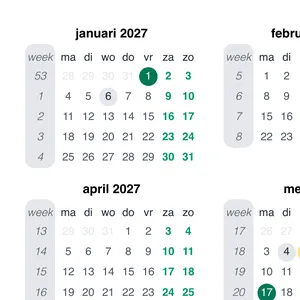 januari 2027
week ma di wo do vr za zo
53 28 29 30 31 1 2 3
1 4 5 6 7 8 9 10
2 11 12 13 14 15 16 17
3 18 19 20 21 22 23 24
4 25 26 27 28 29 30 31
febru
week ma di
5 1 2
6 8 9
7 15 16
8 22 23
april 2027
week ma di wo do vr za zo
13 29 30 31 1 2 3 4
14 5 6 7 8 9 10 11
15 12 13 14 15 16 17 18
16 19 20 21 22 23 24 25
me
week ma di
17 26 27
18 3 4
19 10 11
20 17 18